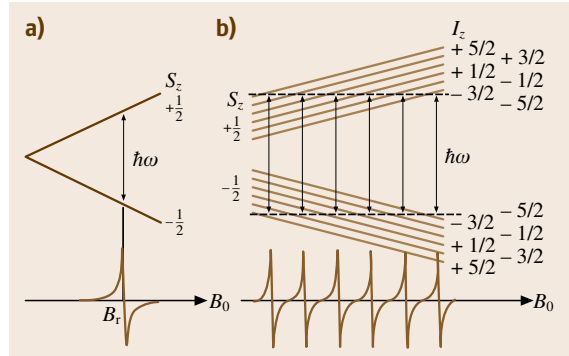 a)
S_z
+1/2
ħω
−1/2
B_r
B_0
b)
I_z
+ 5/2
+ 3/2
+ 1/2
− 1/2
− 3/2
− 5/2
S_z
+1/2
−1/2
ħω
− 5/2
− 3/2
− 1/2
+ 1/2
− 3/2
+ 5/2
B_0